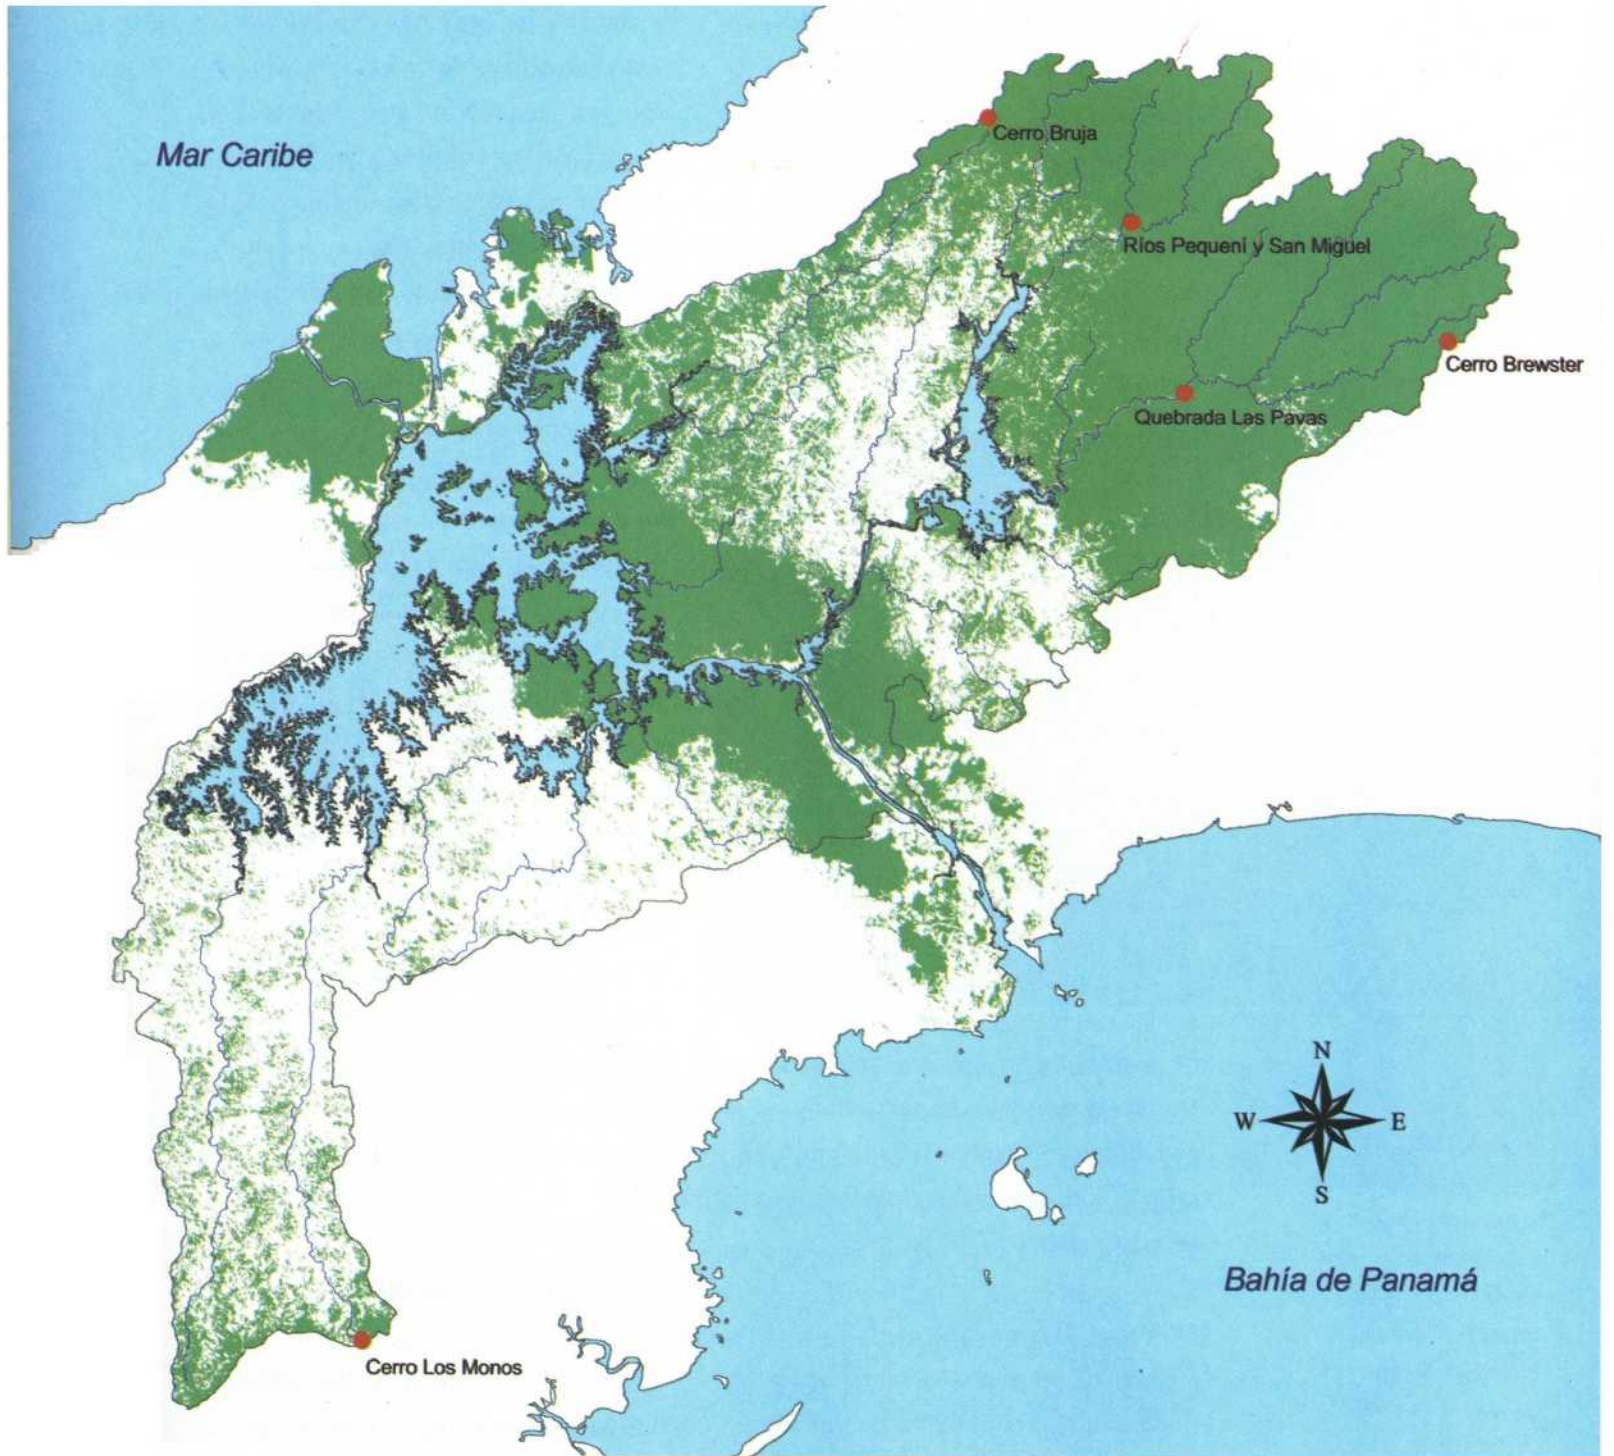 Mar Caribe
Cerro Bruja
Ríos Pequení y San Miguel
Cerro Brewster
Quebrada Las Pavas
N
W
E
S
Bahía de Panamá
Cerro Los Monos